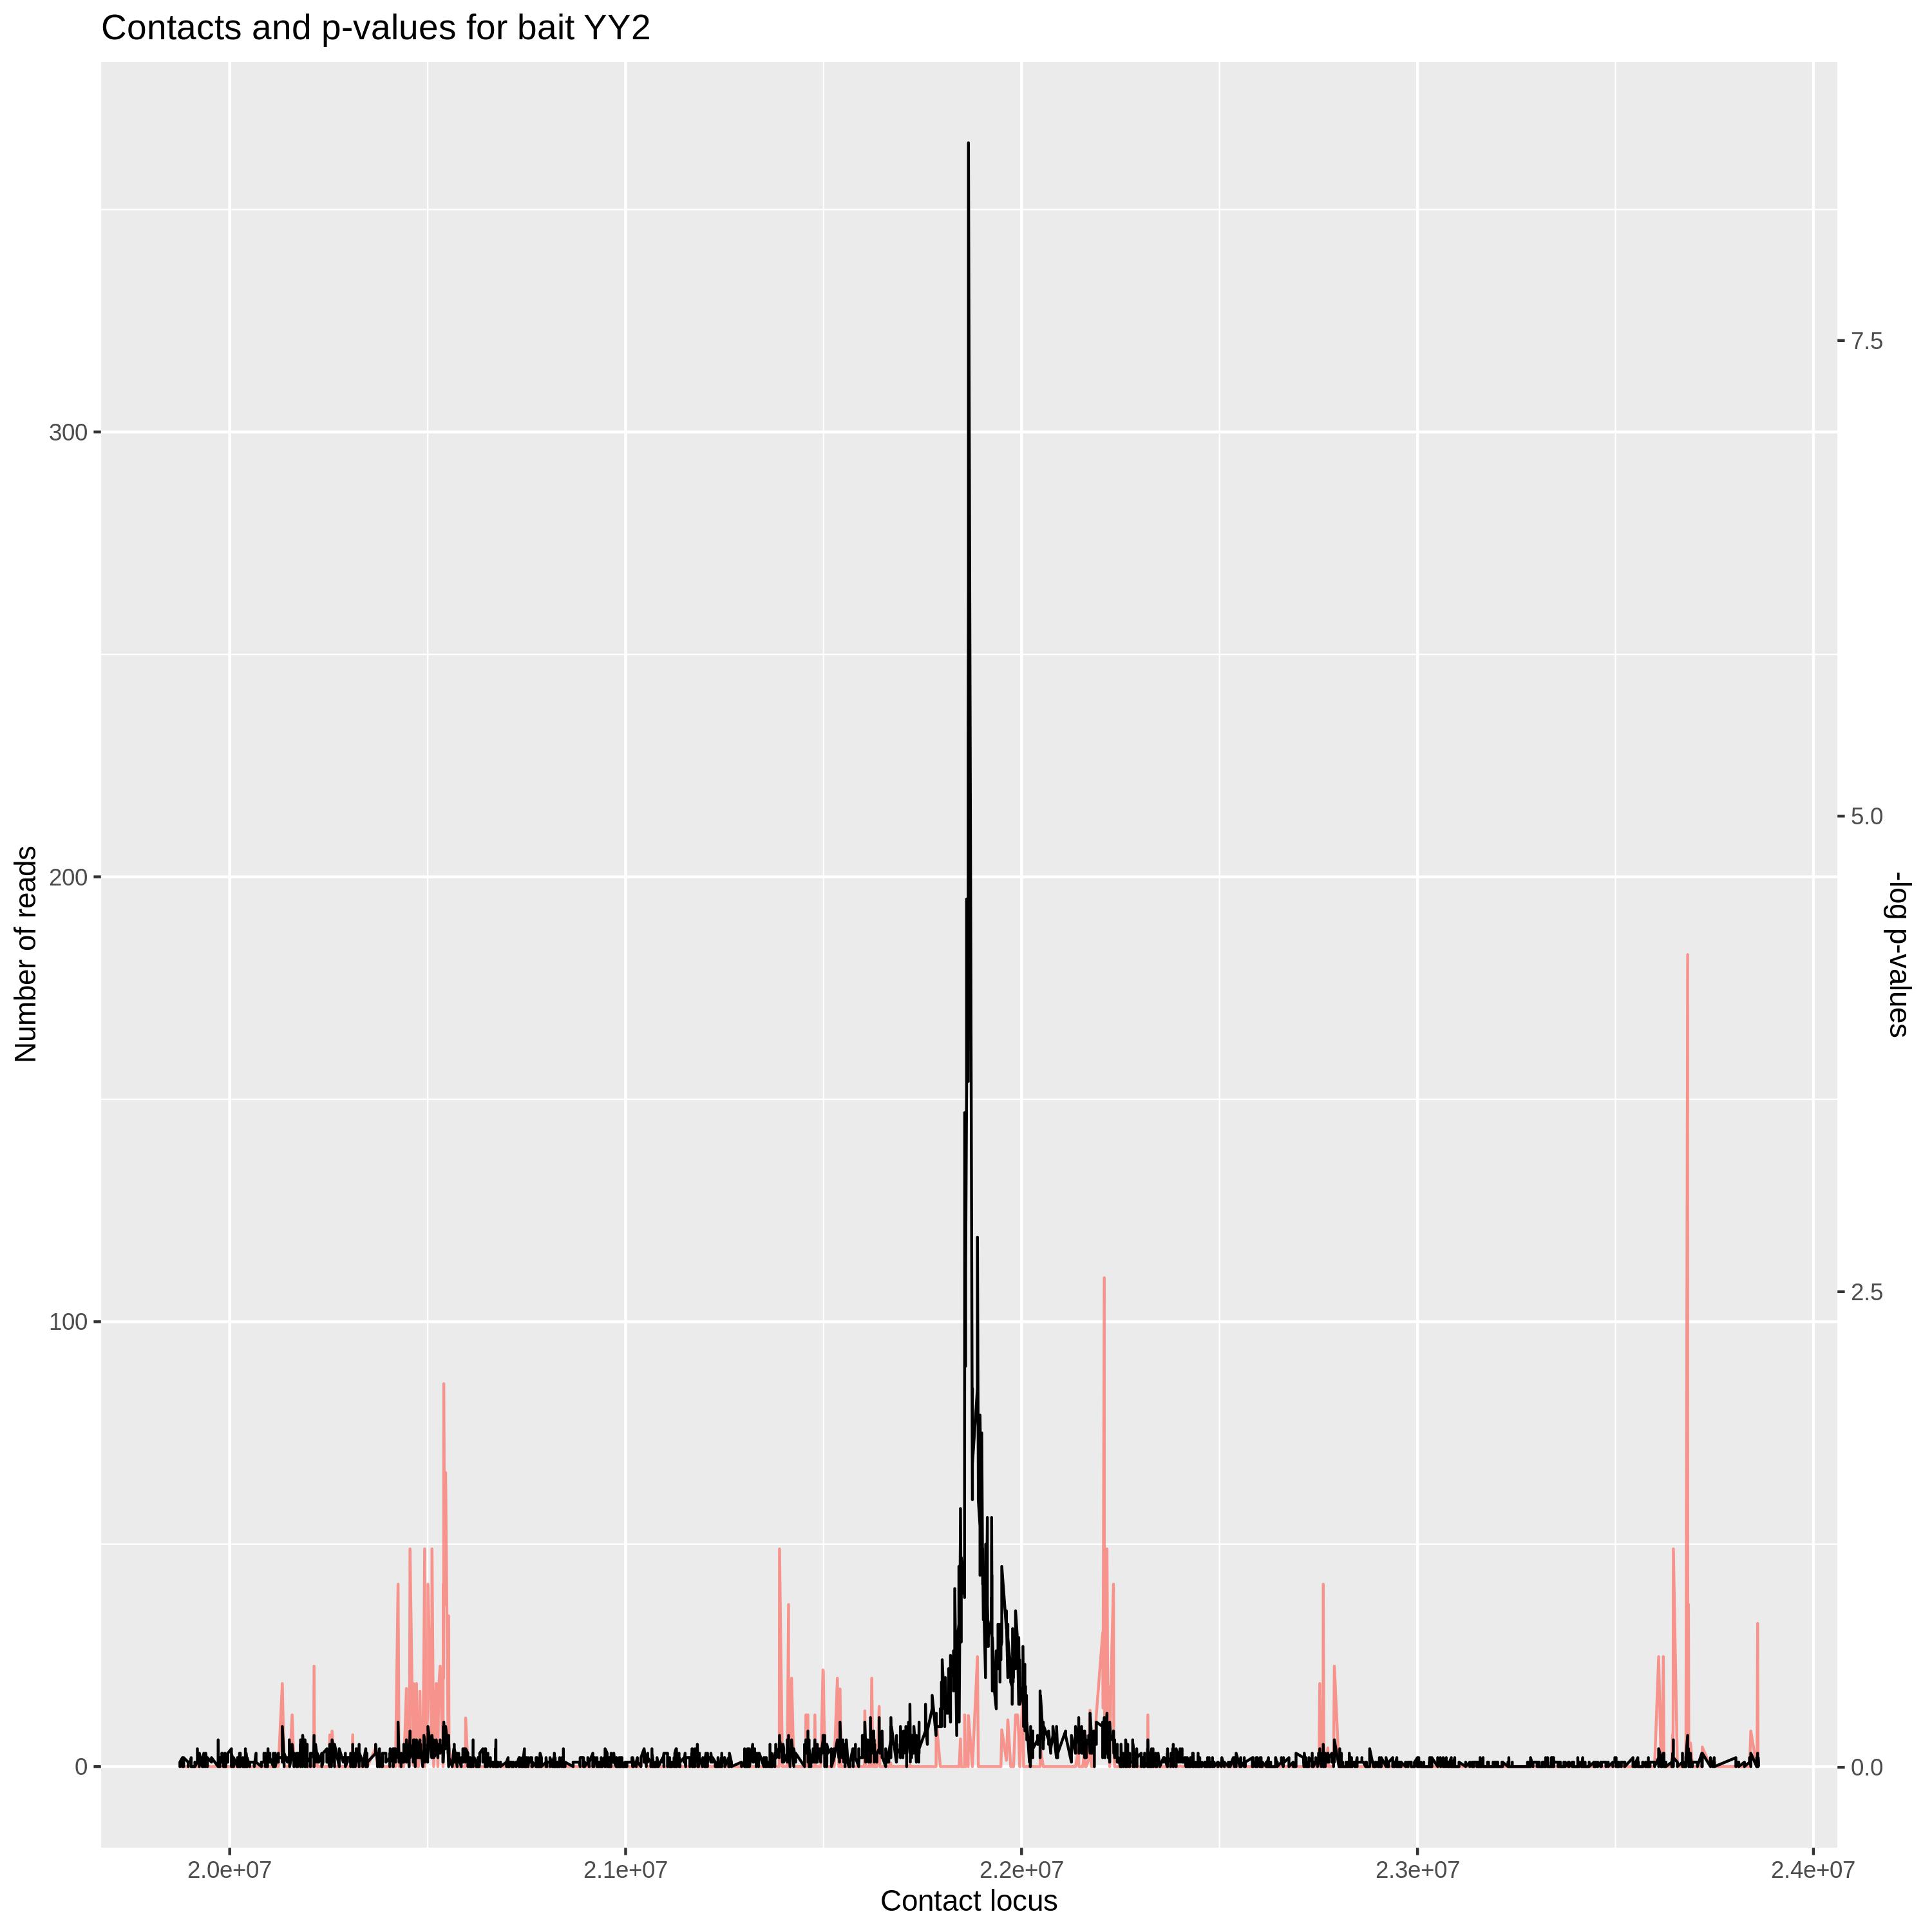 Contacts and p-values for bait YY2
Number of reads
300
200
100
0
7.5
5.0
2.5
0.0
-log p-values
2.0e+07
2.1e+07
2.2e+07
2.3e+07
2.4e+07
Contact locus